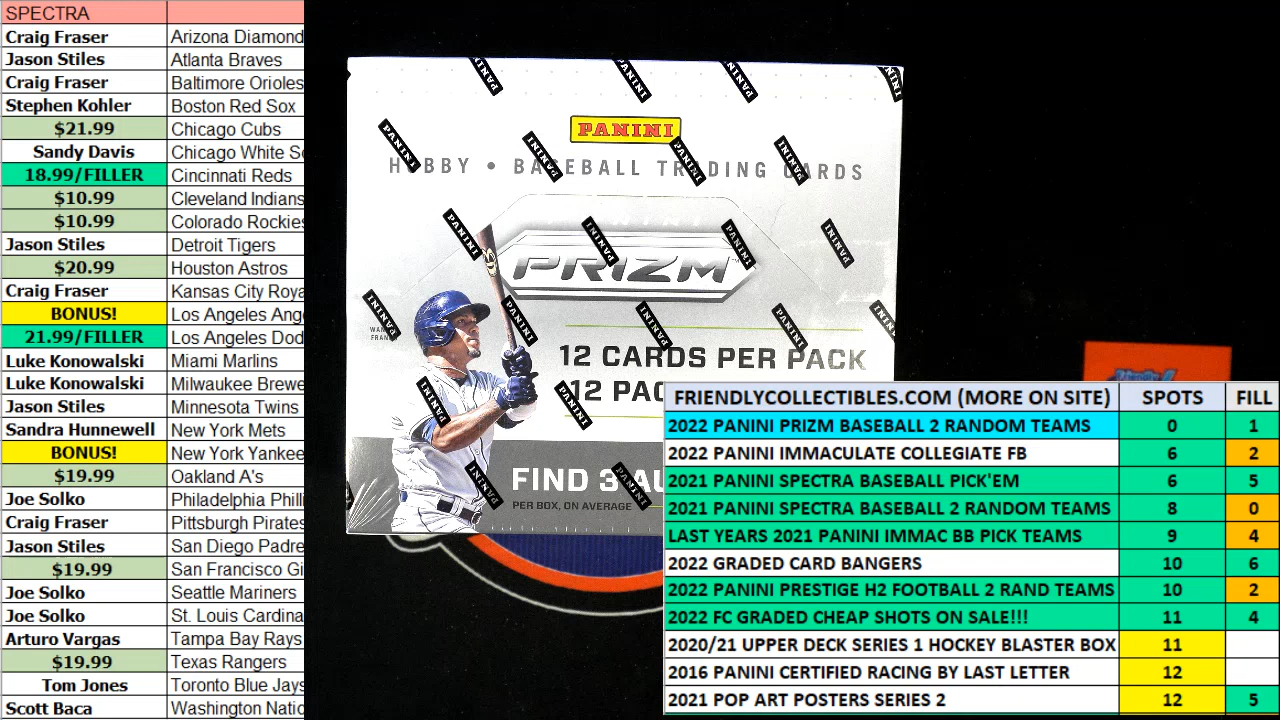 SPECTRA
Craig Fraser Arizona Diamond
Jason Stiles Atlanta Braves
Craig Fraser Baltimore Orioles
Stephen Kohler Boston Red Sox
$21.99 Chicago Cubs
Sandy Davis Chicago White So
18.99/FILLER Cincinnati Reds
$10.99 Cleveland Indians
$10.99 Colorado Rockies
Jason Stiles Detroit Tigers
$20.99 Houston Astros
Craig Fraser Kansas City Roya
BONUS! Los Angeles Ang
21.99/FILLER Los Angeles Dod
Luke Konowalski Miami Marlins
Luke Konowalski Milwaukee Brewe
Jason Stiles Minnesota Twins
Sandra Hunnewell New York Mets
BONUS! New York Yankee
$19.99 Oakland A's
Joe Solko Philadelphia Philli
Craig Fraser Pittsburgh Pirates
Jason Stiles San Diego Padre
$19.99 San Francisco Gi
Joe Solko Seattle Mariners
Joe Solko St. Louis Cardina
Arturo Vargas Tampa Bay Rays
$19.99 Texas Rangers
Tom Jones Toronto Blue Jays
Scott Baca Washington Natio
PANINI
HOBBY • BASEBALL TRADING CARDS
PRIZM
12 CARDS PER PACK
12 PAC
FIND 3 AU
PER BOX, ON AVERAGE
FRIENDLYCOLLECTIBLES.COM (MORE ON SITE) SPOTS FILL
2022 PANINI PRIZM BASEBALL 2 RANDOM TEAMS 0 1
2022 PANINI IMMACULATE COLLEGIATE FB 6 2
2021 PANINI SPECTRA BASEBALL PICK'EM 6 5
2021 PANINI SPECTRA BASEBALL 2 RANDOM TEAMS 8 0
LAST YEARS 2021 PANINI IMMAC BB PICK TEAMS 9 4
2022 GRADED CARD BANGERS 10 6
2022 PANINI PRESTIGE H2 FOOTBALL 2 RAND TEAMS 10 2
2022 FC GRADED CHEAP SHOTS ON SALE!!! 11 4
2020/21 UPPER DECK SERIES 1 HOCKEY BLASTER BOX 11
2016 PANINI CERTIFIED RACING BY LAST LETTER 12
2021 POP ART POSTERS SERIES 2 12 5